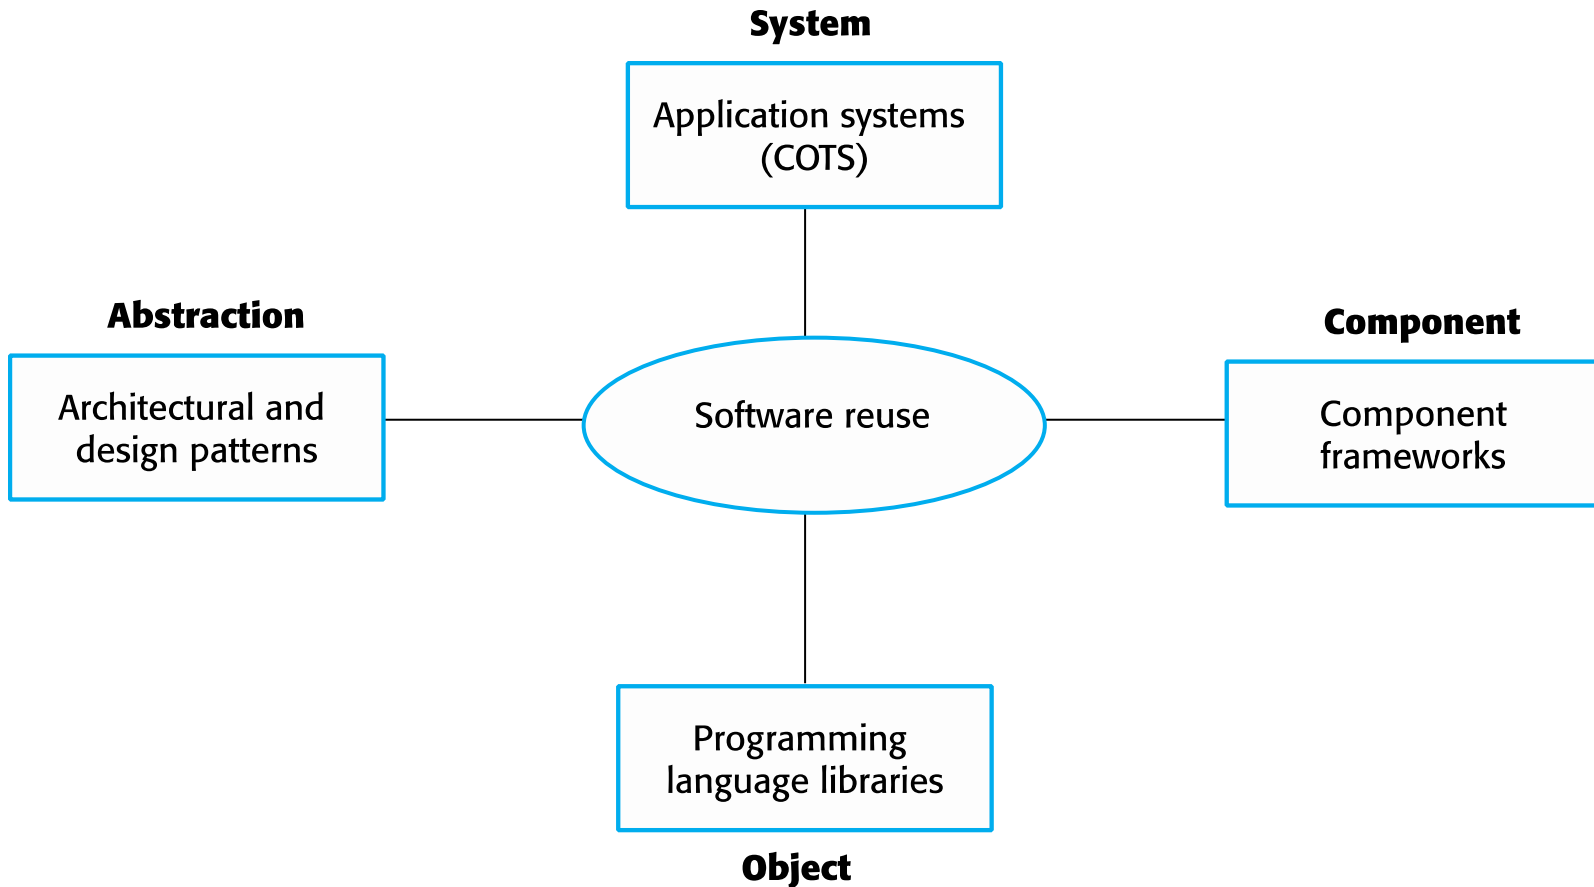 System
Application systems
(COTS)
Abstraction
Architectural and
design patterns
Software reuse
Component
Component
frameworks
Programming
language libraries
Object